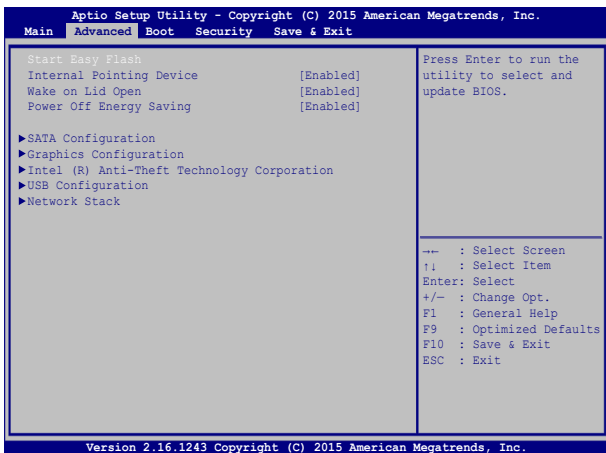 Aptio Setup Utility - Copyright (C) 2015 American Megatrends, Inc.
Main Advanced Boot Security Save & Exit
Start Easy Flash
Internal Pointing Device [Enabled]
Wake on Lid Open [Enabled]
Power Off Energy Saving [Enabled]
▶SATA Configuration
▶Graphics Configuration
▶Intel (R) Anti-Theft Technology Corporation
▶USB Configuration
▶Network Stack
Press Enter to run the
utility to select and
update BIOS.
→← : Select Screen
↑↓ : Select Item
Enter: Select
+/— : Change Opt.
F1 : General Help
F9 : Optimized Defaults
F10 : Save & Exit
ESC : Exit
Version 2.16.1243 Copyright (C) 2015 American Megatrends, Inc.